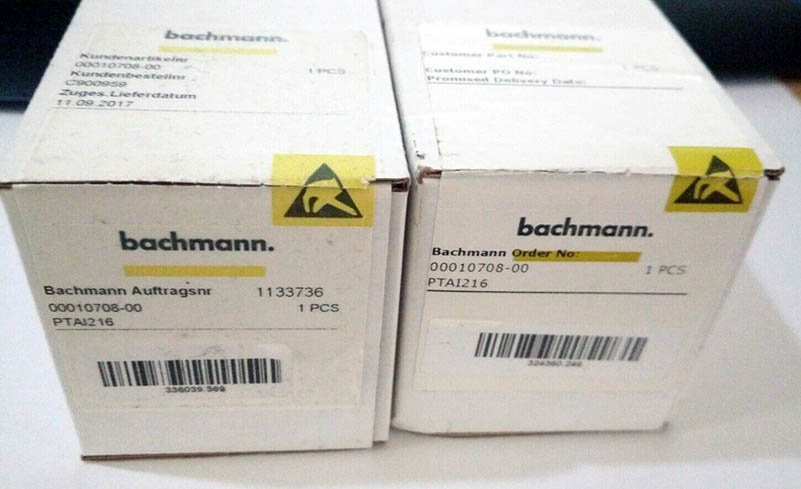 bachmann.
Kundenartikelnr
00010708-00 1 PCS
Kundenbestellnr
C900959
Zuges.Lieferdatum
11.09.2017
bachmann.
Bachmann Auftragsnr 1133736
00010708-00 1 PCS
PTAI216
336039.369
bachmann.
Customer Part No:
1 PCS
Customer PO No:
Promised Delivery Date:
bachmann.
Bachmann Order No:
00010708-00 1 PCS
PTAI216
324360.246